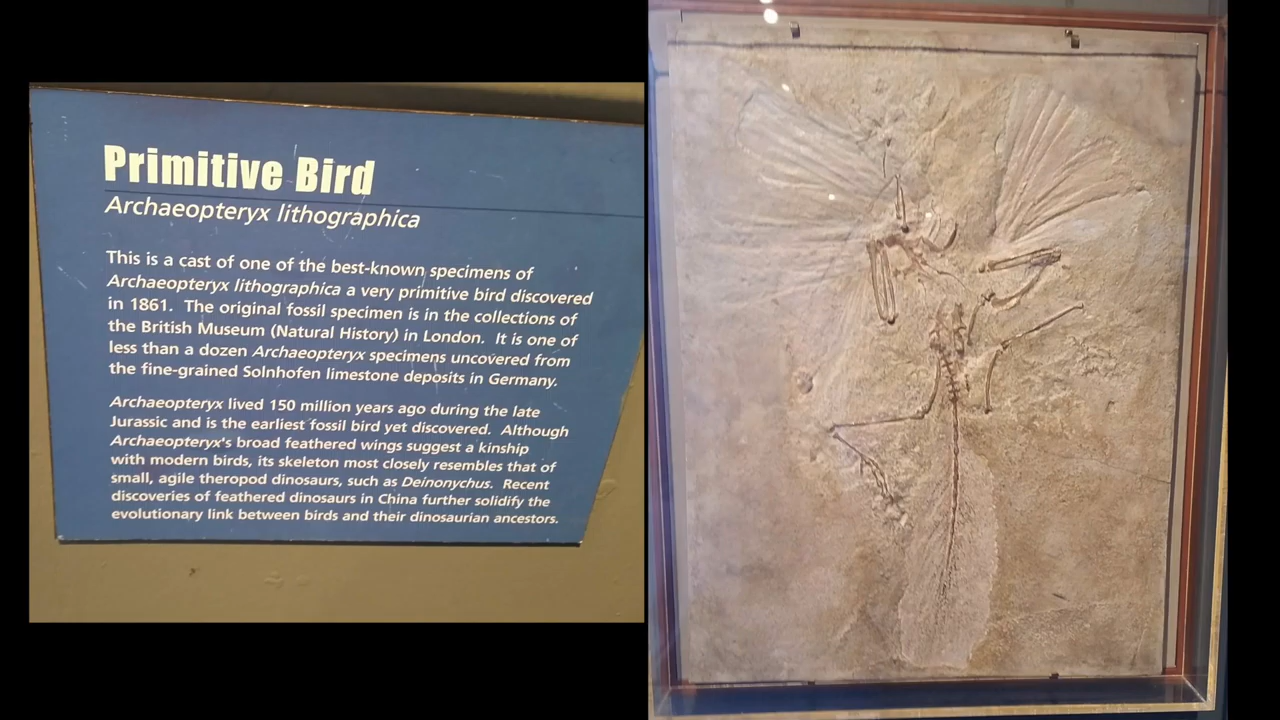 Primitive Bird
Archaeopteryx lithographica
This is a cast of one of the best-known specimens of
Archaeopteryx lithographica a very primitive bird discovered
in 1861. The original fossil specimen is in the collections of
the British Museum (Natural History) in London. It is one of
less than a dozen Archaeopteryx specimens uncovered from
the fine-grained Solnhofen limestone deposits in Germany.
Archaeopteryx lived 150 million years ago during the late
Jurassic and is the earliest fossil bird yet discovered. Although
Archaeopteryx's broad feathered wings suggest a kinship
with modern birds, its skeleton most closely resembles that of
small, agile theropod dinosaurs, such as Deinonychus. Recent
discoveries of feathered dinosaurs in China further solidify the
evolutionary link between birds and their dinosaurian ancestors.